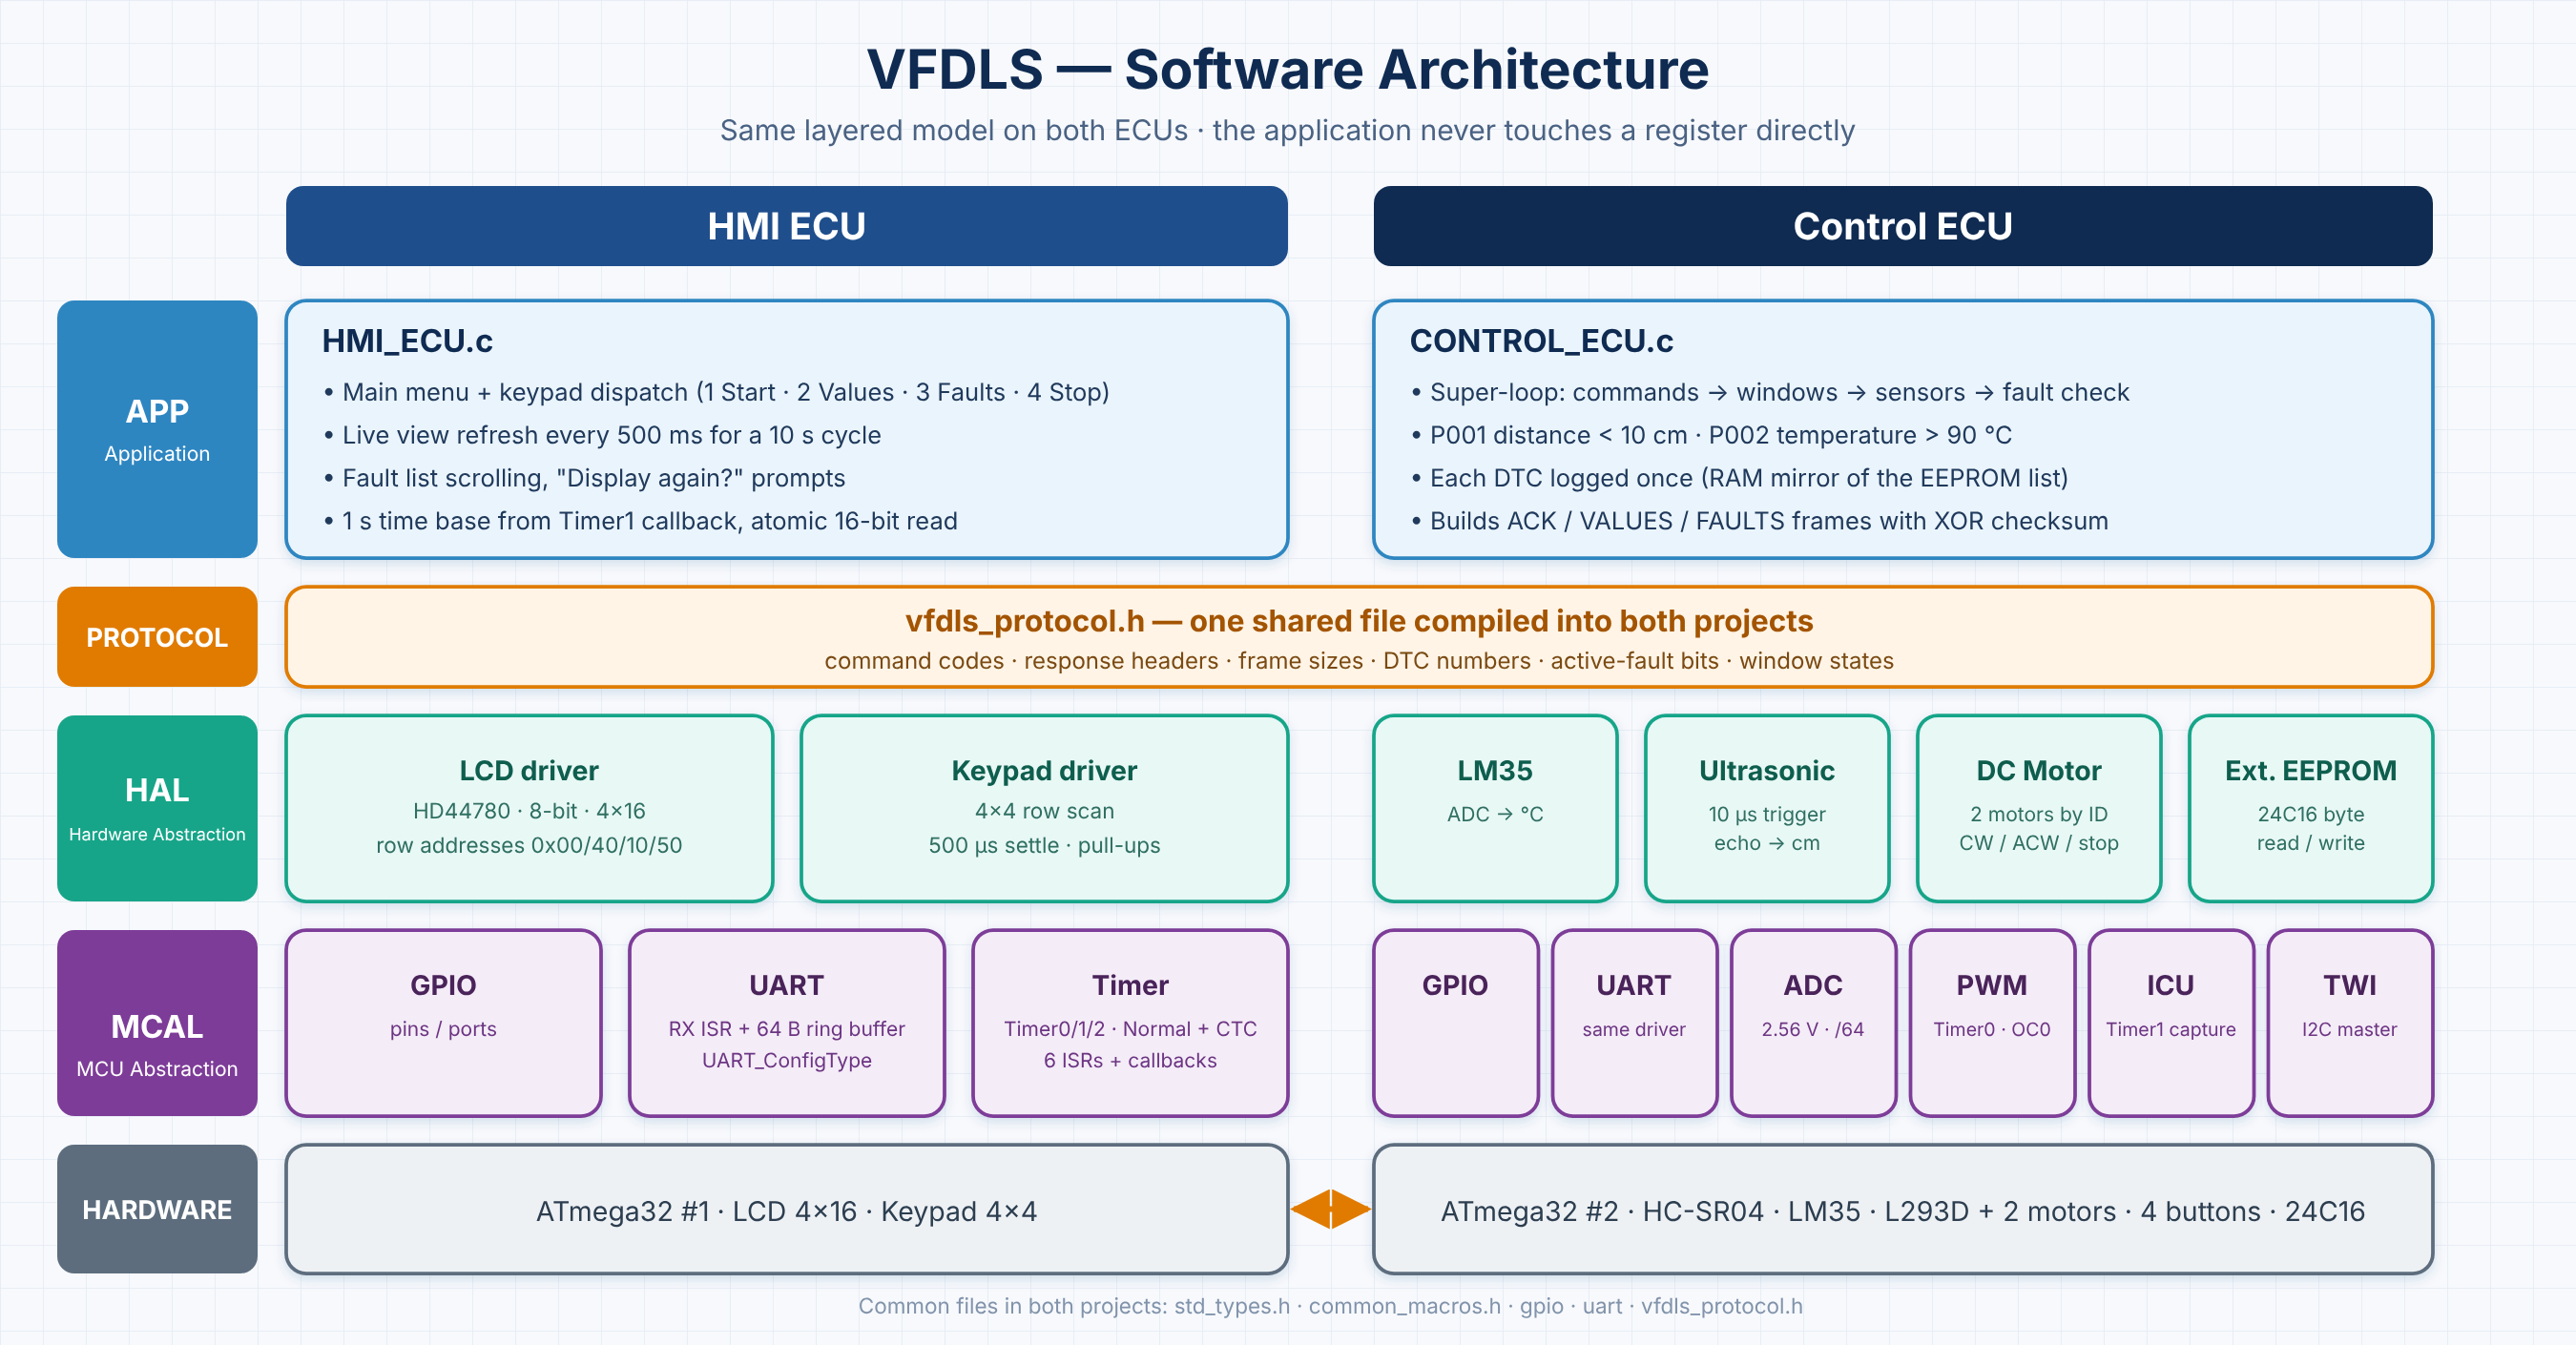 VFDLS — Software Architecture
Same layered model on both ECUs · the application never touches a register directly
HMI ECU
Control ECU
APP
Application
HMI_ECU.c
• Main menu + keypad dispatch (1 Start · 2 Values · 3 Faults · 4 Stop)
• Live view refresh every 500 ms for a 10 s cycle
• Fault list scrolling, "Display again?" prompts
• 1 s time base from Timer1 callback, atomic 16-bit read
CONTROL_ECU.c
• Super-loop: commands → windows → sensors → fault check
• P001 distance < 10 cm · P002 temperature > 90 °C
• Each DTC logged once (RAM mirror of the EEPROM list)
• Builds ACK / VALUES / FAULTS frames with XOR checksum
PROTOCOL
vfdls_protocol.h — one shared file compiled into both projects
command codes · response headers · frame sizes · DTC numbers · active-fault bits · window states
HAL
Hardware Abstraction
LCD driver
HD44780 · 8-bit · 4×16
row addresses 0x00/40/10/50
Keypad driver
4×4 row scan
500 µs settle · pull-ups
LM35
ADC → °C
Ultrasonic
10 µs trigger
echo → cm
DC Motor
2 motors by ID
CW / ACW / stop
Ext. EEPROM
24C16 byte
read / write
MCAL
MCU Abstraction
GPIO
pins / ports
UART
RX ISR + 64 B ring buffer
UART_ConfigType
Timer
Timer0/1/2 · Normal + CTC
6 ISRs + callbacks
GPIO
UART
same driver
ADC
2.56 V · /64
PWM
Timer0 · OC0
ICU
Timer1 capture
TWI
I2C master
HARDWARE
ATmega32 #1 · LCD 4×16 · Keypad 4×4
ATmega32 #2 · HC-SR04 · LM35 · L293D + 2 motors · 4 buttons · 24C16
Common files in both projects: std_types.h · common_macros.h · gpio · uart · vfdls_protocol.h